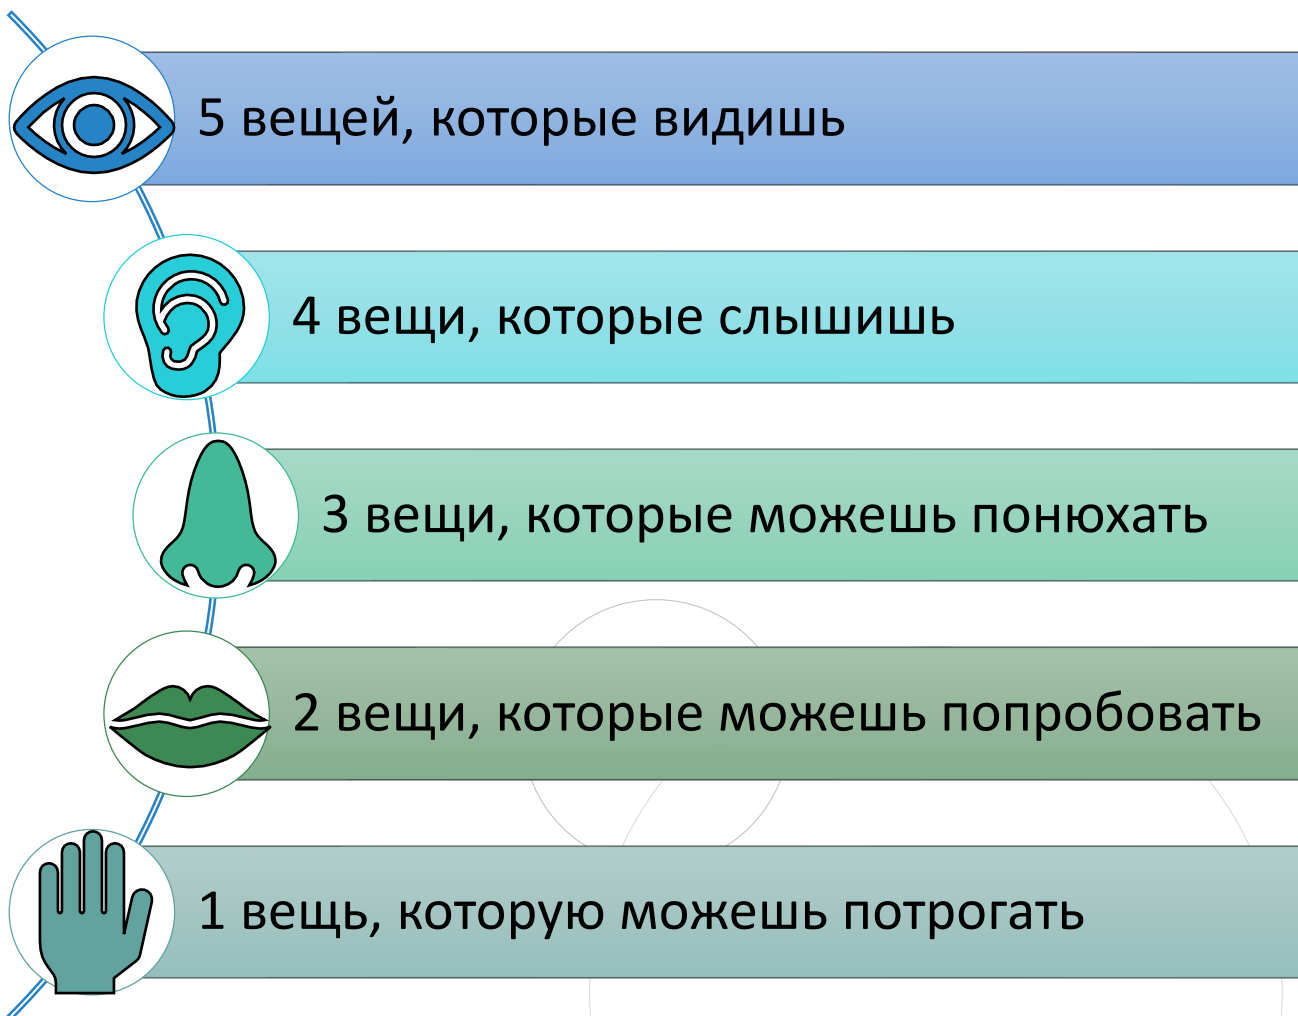 5 вещей, которые видишь
4 вещи, которые слышишь
3 вещи, которые можешь понюхать
2 вещи, которые можешь попробовать
1 вещь, которую можешь потрогать